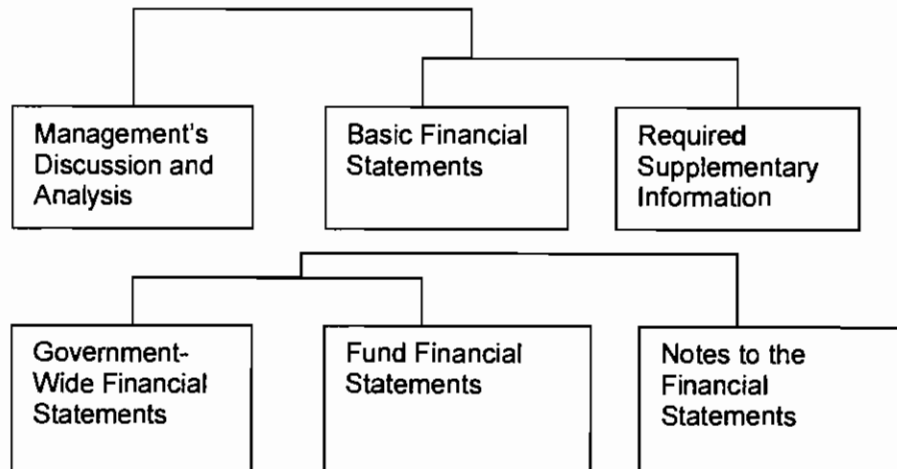 Management's
Discussion and
Analysis
Basic Financial
Statements
Required
Supplementary
Information
Government-
Wide Financial
Statements
Fund Financial
Statements
Notes to the
Financial
Statements